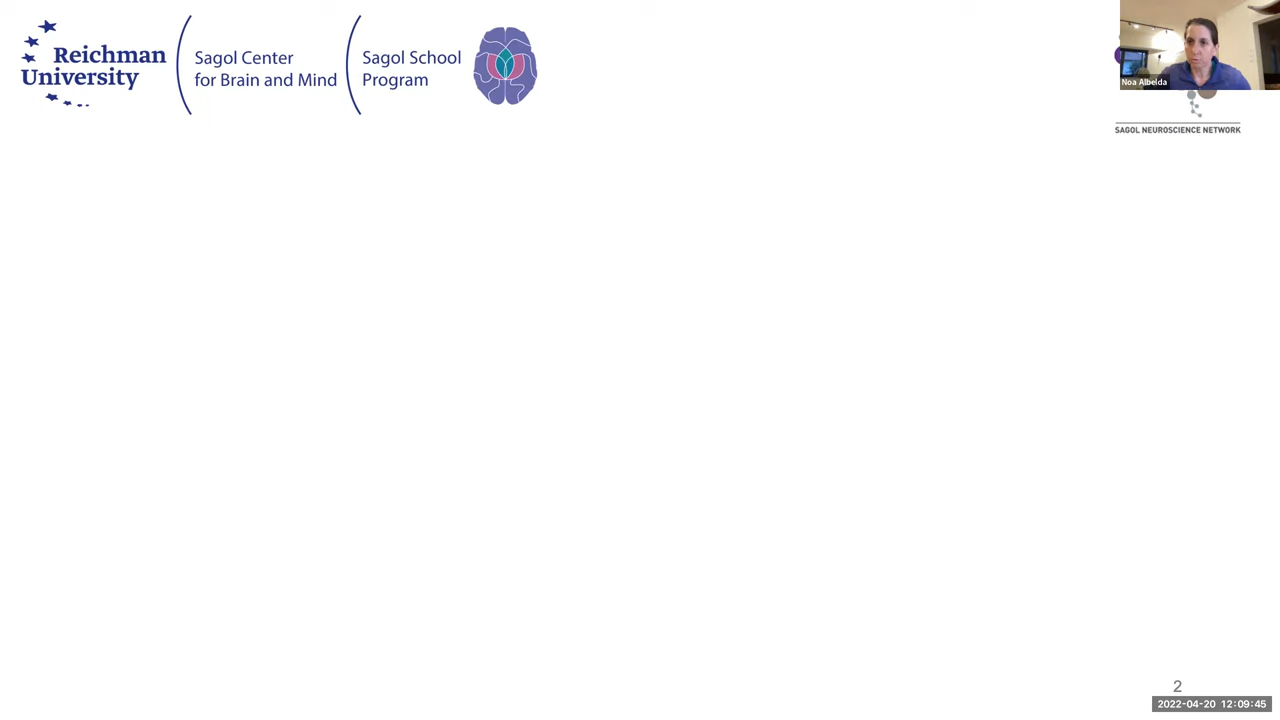 Reichman
University
Sagol Center
for Brain and Mind
Sagol School
Program
Noa Albelda
SAGOL NEUROSCIENCE NETWORK
2
2022-04-20 12:09:45